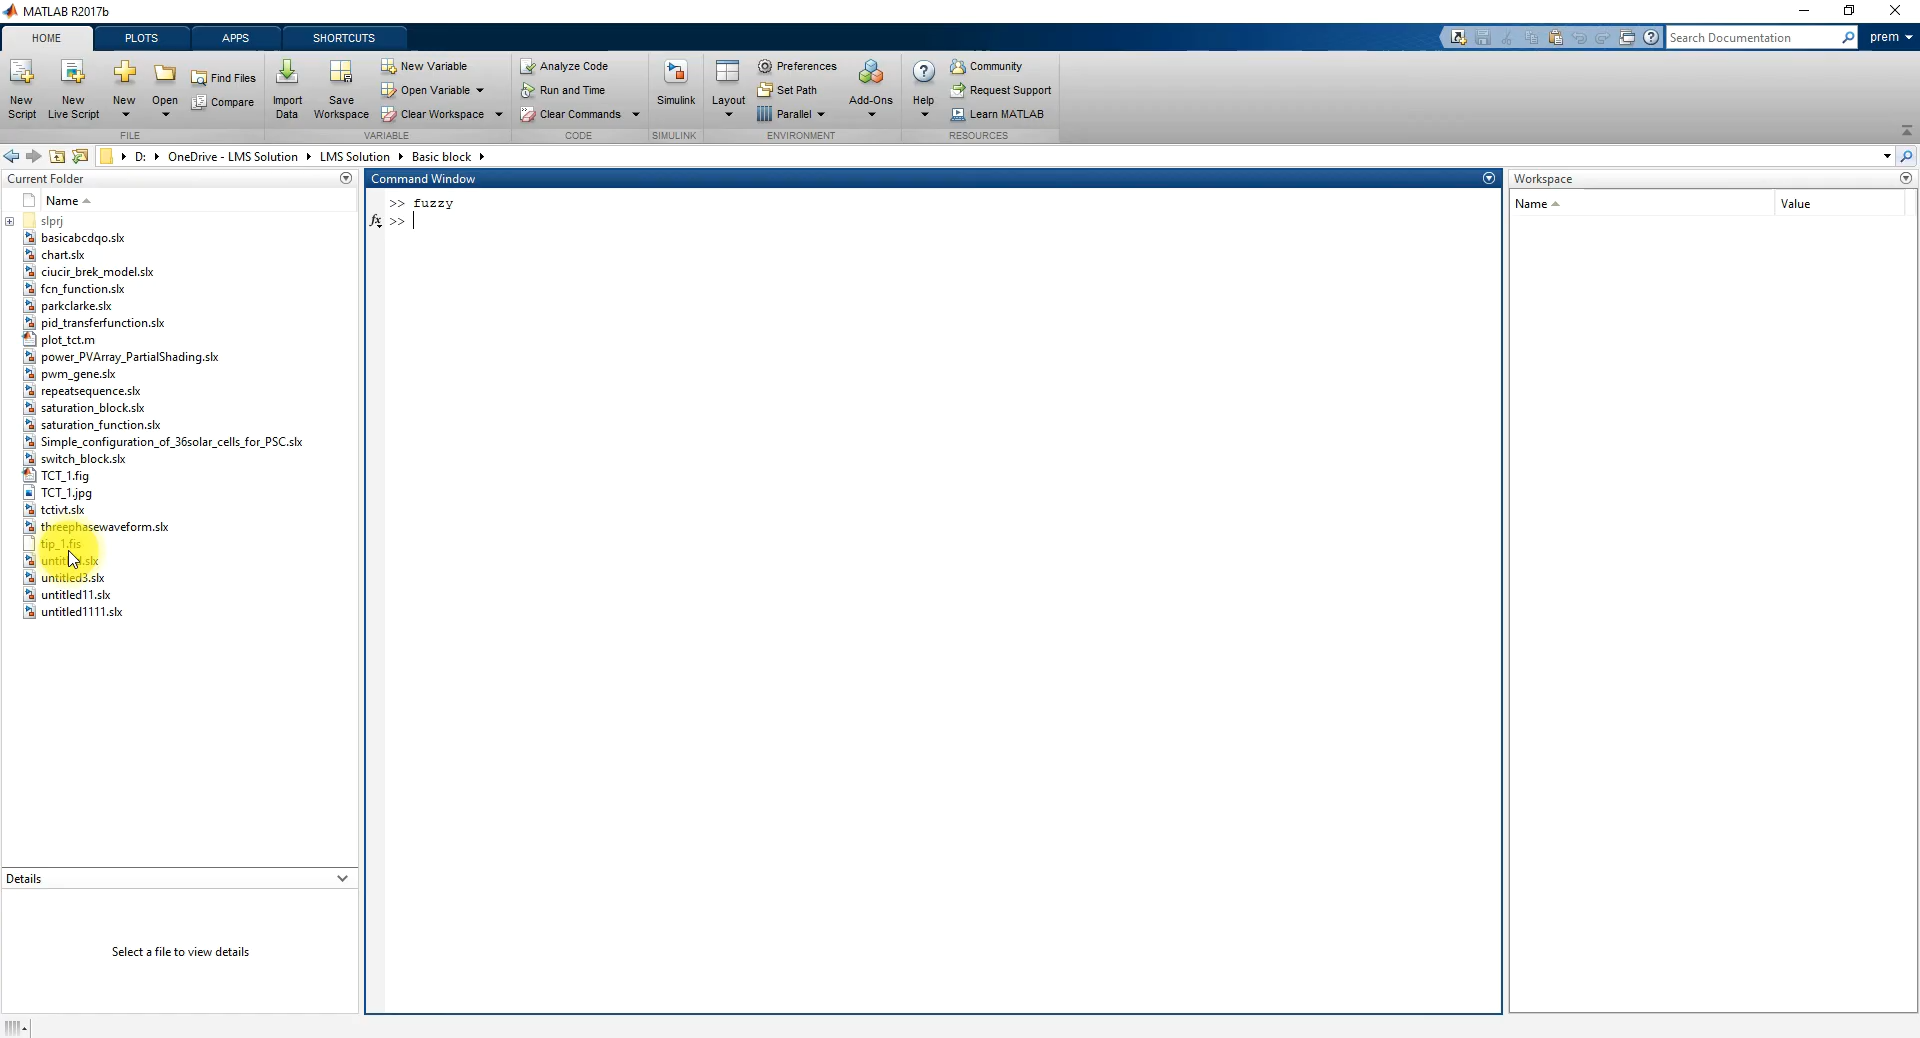 MATLAB R2017b
HOME PLOTS APPS SHORTCUTS
Search Documentation
prem
New Script
New Live Script
New
Open
Find Files
Compare
FILE
Import Data
Save Workspace
New Variable
Open Variable
Clear Workspace
VARIABLE
Analyze Code
Run and Time
Clear Commands
CODE
Simulink
SIMULINK
Layout
Preferences
Set Path
Parallel
Add-Ons
ENVIRONMENT
Help
Community
Request Support
Learn MATLAB
RESOURCES
D: OneDrive - LMS Solution LMS Solution Basic block
Current Folder
Name
slprj
basicabcdqo.slx
chart.slx
ciucir_brek_model.slx
fcn_function.slx
parkclarke.slx
pid_transferfunction.slx
plot_tct.m
power_PVArray_PartialShading.slx
pwm_gene.slx
repeatsequence.slx
saturation_block.slx
saturation_function.slx
Simple_configuration_of_36solar_cells_for_PSC.slx
switch_block.slx
TCT_1.fig
TCT_1.jpg
tctivt.slx
threephasewaveform.slx
tip_1.fis
untitled3.slx
untitled11.slx
untitled1111.slx
Details
Select a file to view details
Command Window
>> fuzzy
fx >>
Workspace
Name Value